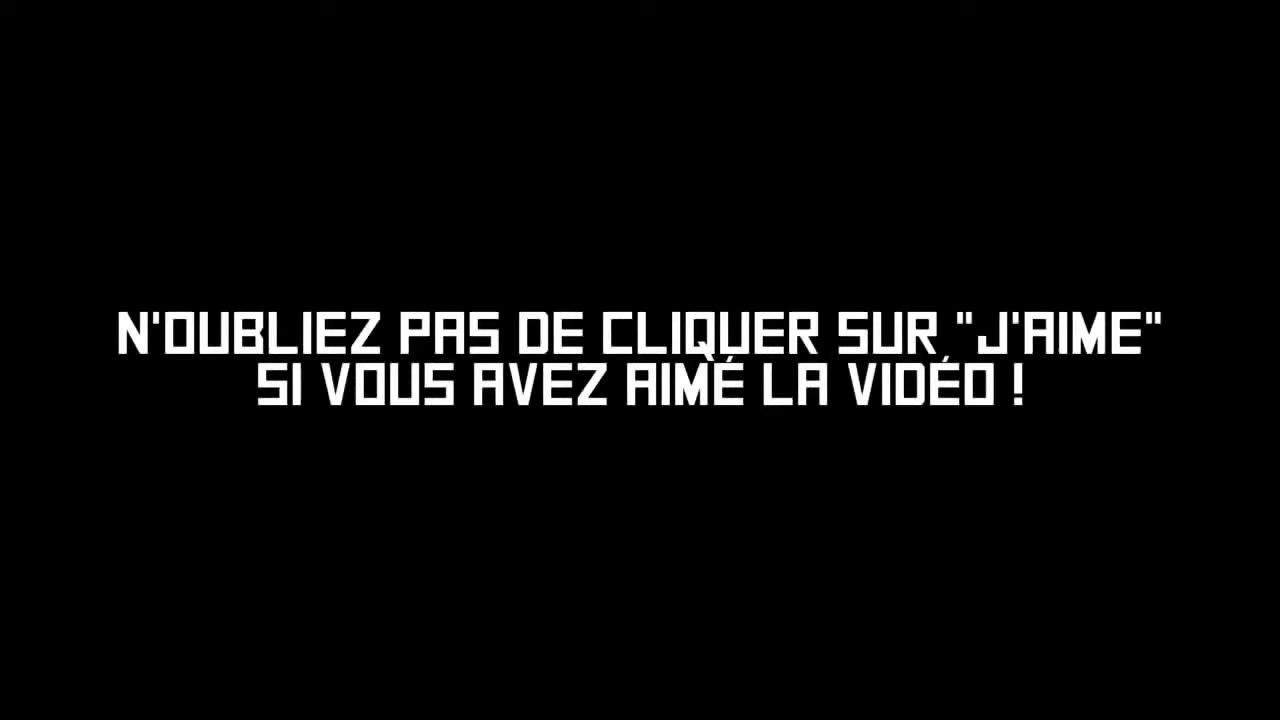 N'OUBLIEZ PAS DE CLIQUER SUR "J'AIME"
SI VOUS AVEZ AIMÉ LA VIDÉO !